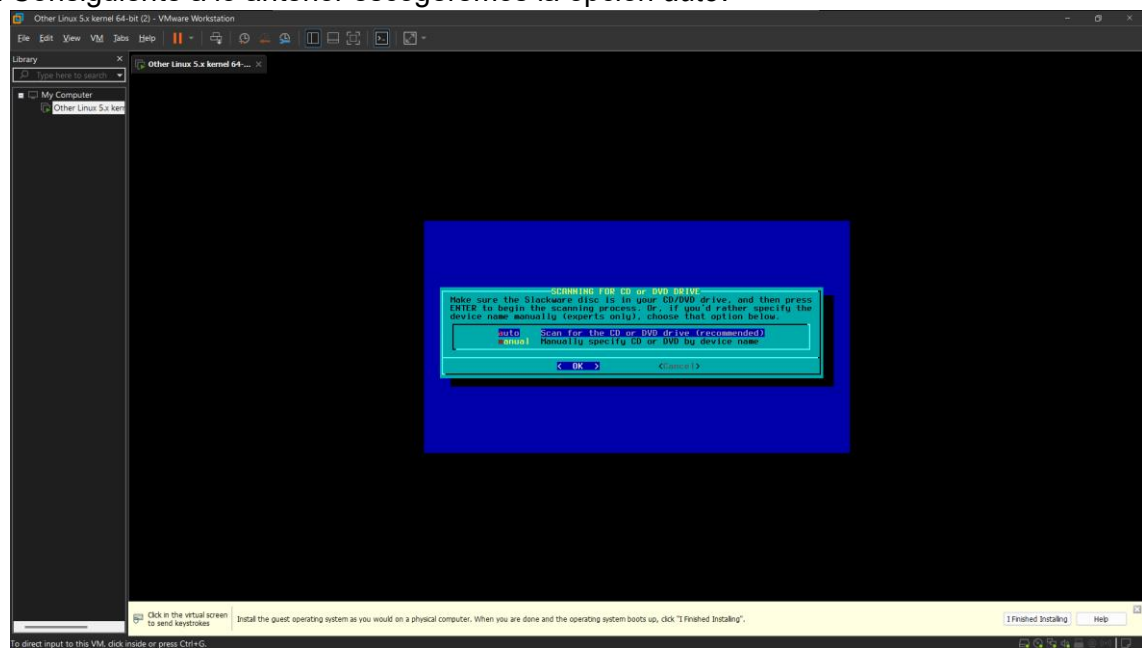 Consiguiente a lo anterior escogeremos la opción auto.
Other Linux 5.x kernel 64-bit (2) - VMware Workstation
File Edit View VM Tabs Help
Library
Type here to search
Other Linux 5.x kernel 64-...
My Computer
Other Linux 5.x kern
SCANNING FOR CD or DVD DRIVE
Make sure the Slackware disc is in your CD/DVD drive, and then press
ENTER to begin the scanning process. Or, if you'd rather specify the
device name manually (experts only), choose that option below.
auto Scan for the CD or DVD drive (recommended)
manual Manually specify CD or DVD by device name
< OK > <Cancel>
Click in the virtual screen
to send keystrokes
Install the guest operating system as you would on a physical computer. When you are done and the operating system boots up, click "I Finished Installing".
I Finished Installing Help
To direct input to this VM, click inside or press Ctrl+G.